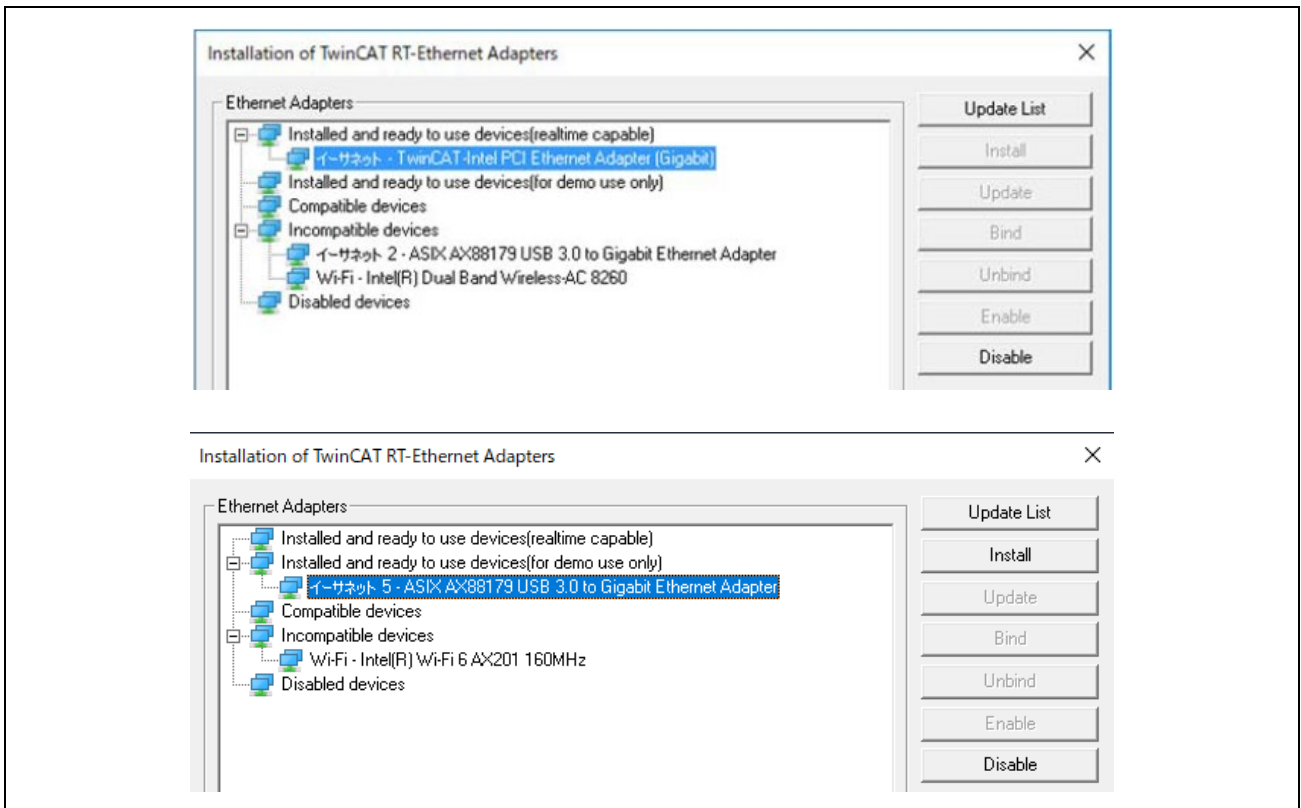 Installation of TwinCAT RT-Ethernet Adapters
Ethernet Adapters
Update List
Installed and ready to use devices(realtime capable)
Install
イーサネット - TwinCAT-Intel PCI Ethernet Adapter (Gigabit)
Installed and ready to use devices(for demo use only)
Update
Compatible devices
Incompatible devices
Bind
イーサネット 2 - ASIX AX88179 USB 3.0 to Gigabit Ethernet Adapter
Wi-Fi - Intel(R) Dual Band Wireless-AC 8260
Unbind
Disabled devices
Enable
Disable
Installation of TwinCAT RT-Ethernet Adapters
Ethernet Adapters
Update List
Installed and ready to use devices(realtime capable)
Install
Installed and ready to use devices(for demo use only)
イーサネット 5 - ASIX AX88179 USB 3.0 to Gigabit Ethernet Adapter
Update
Compatible devices
Incompatible devices
Bind
Wi-Fi - Intel(R) Wi-Fi 6 AX201 160MHz
Disabled devices
Unbind
Enable
Disable